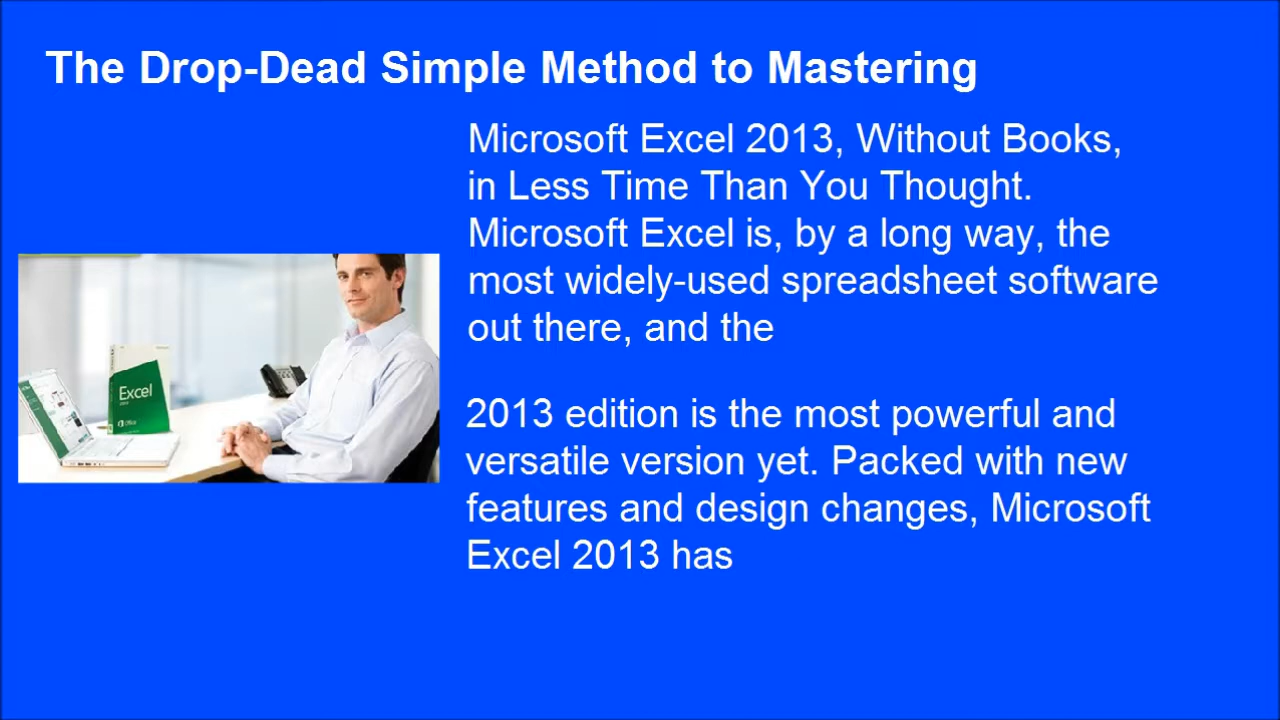 The Drop-Dead Simple Method to Mastering
Microsoft Excel 2013, Without Books,
in Less Time Than You Thought.
Microsoft Excel is, by a long way, the
most widely-used spreadsheet software
out there, and the
2013 edition is the most powerful and
versatile version yet. Packed with new
features and design changes, Microsoft
Excel 2013 has
Excel
Office